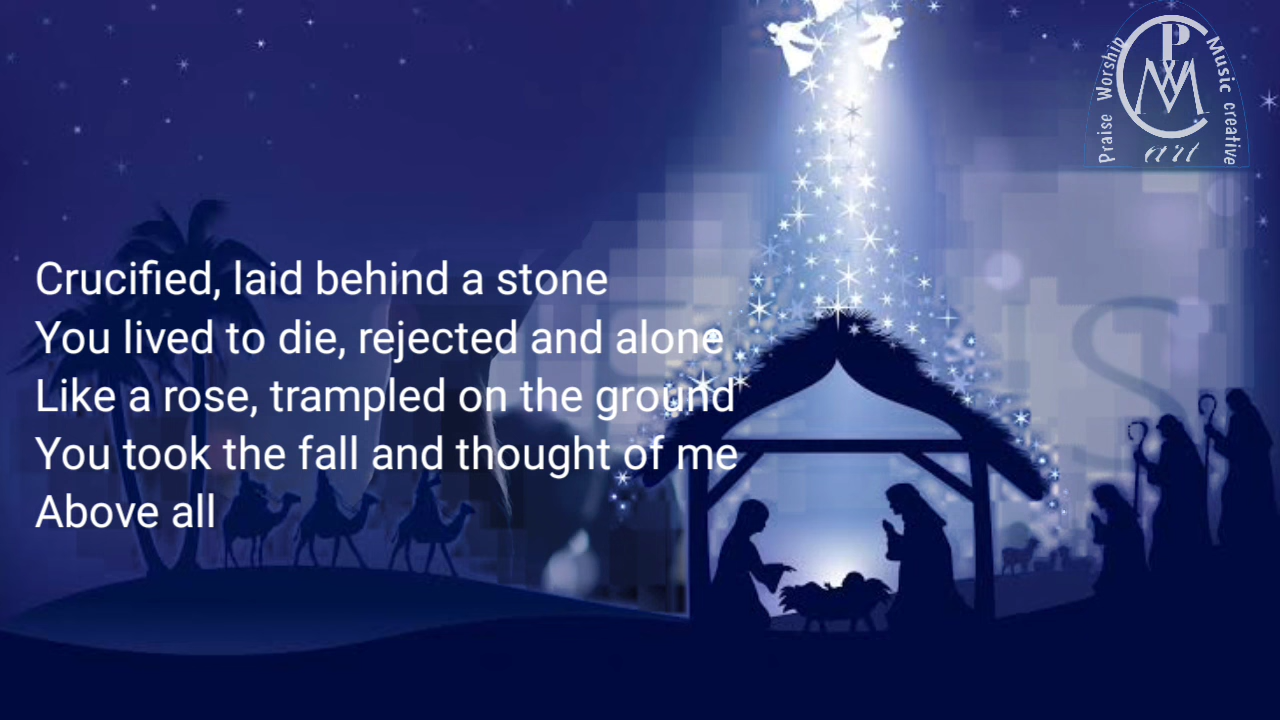 Crucified, laid behind a stone
You lived to die, rejected and alone
Like a rose, trampled on the ground
You took the fall and thought of me
Above all
Praise Worship
Music creative
PWMC
art